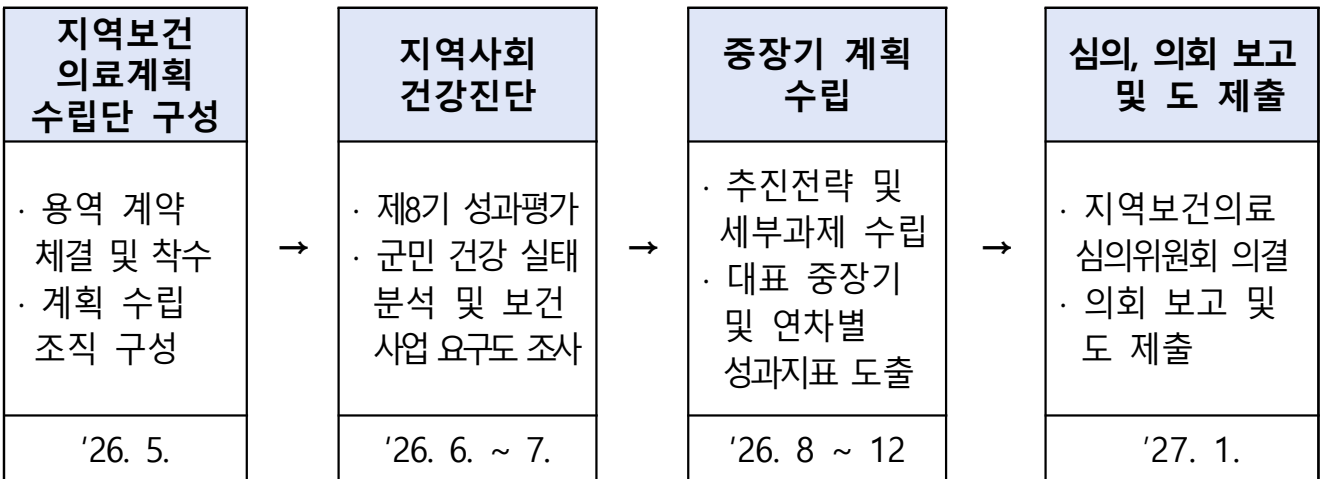 지역보건
의료계획
수립단 구성
· 용역 계약
체결 및 착수
· 계획 수립
조직 구성
'26. 5.
→
지역사회
건강진단
· 제8기 성과평가
· 군민 건강 실태
분석 및 보건
사업 요구도 조사
'26. 6. ~ 7.
→
중장기 계획
수립
· 추진전략 및
세부과제 수립
· 대표 중장기
및 연차별
성과지표 도출
'26. 8 ~ 12
→
심의, 의회 보고
및 도 제출
· 지역보건의료
심의위원회 의결
· 의회 보고 및
도 제출
'27. 1.